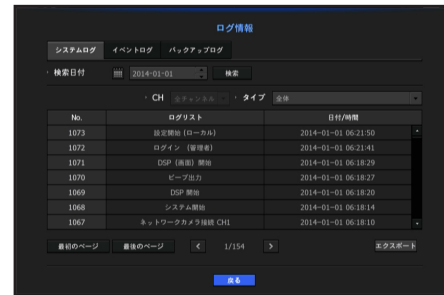 ログ情報
システムログ イベントログ バックアップログ
・ 検索日付 2014-01-01 検索
・ CH 全チャンネル ・ タイプ 全体
No. ログリスト 日付/時間
1073 設定開始 (ローカル) 2014-01-01 06:21:50
1072 ログイン (管理者) 2014-01-01 06:21:41
1071 DSP (画面) 開始 2014-01-01 06:18:29
1070 ビープ出力 2014-01-01 06:18:27
1069 DSP 開始 2014-01-01 06:18:20
1068 システム開始 2014-01-01 06:18:14
1067 ネットワークカメラ接続 CH1 2014-01-01 06:18:10
最初のページ 最後のページ < 1/154 > エクスポート
戻る